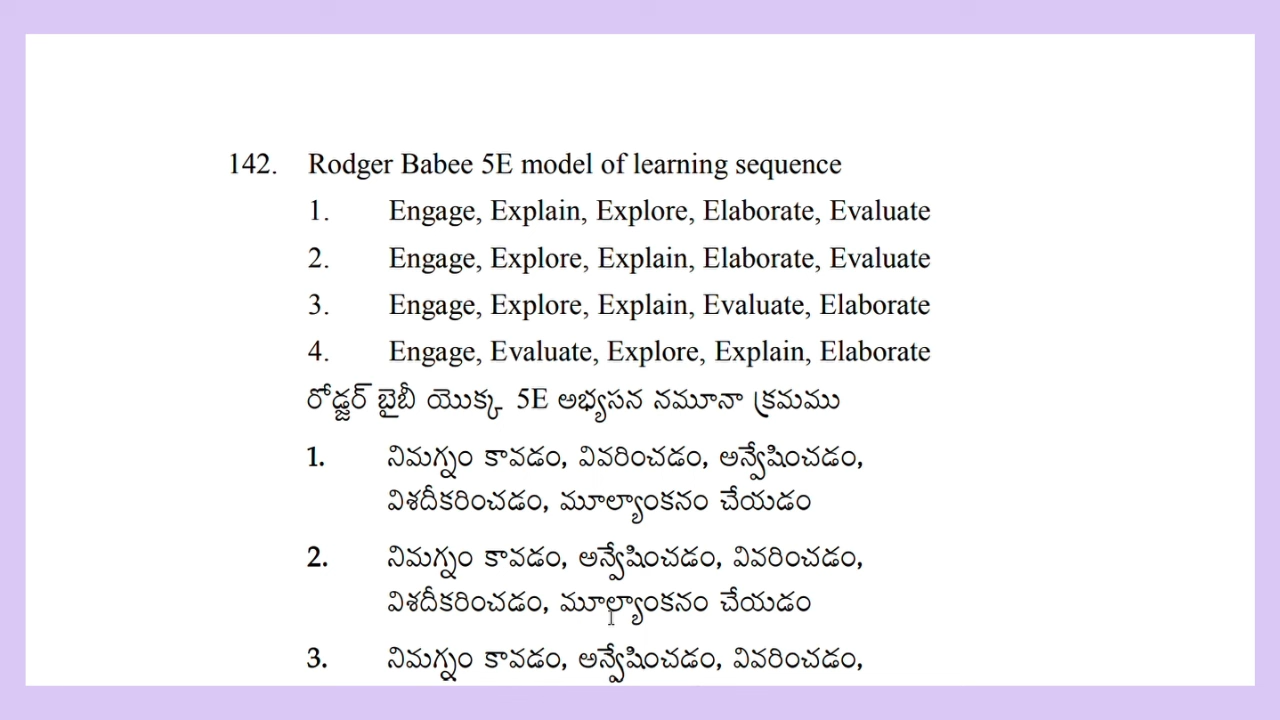 142. Rodger Babee 5E model of learning sequence
1. Engage, Explain, Explore, Elaborate, Evaluate
2. Engage, Explore, Explain, Elaborate, Evaluate
3. Engage, Explore, Explain, Evaluate, Elaborate
4. Engage, Evaluate, Explore, Explain, Elaborate
రోడ్జర్ బైబీ యొక్క 5E అభ్యసన నమూనా క్రమము
1. నిమగ్నం కావడం, వివరించడం, అన్వేషించడం,
విశదీకరించడం, మూల్యాంకనం చేయడం
2. నిమగ్నం కావడం, అన్వేషించడం, వివరించడం,
విశదీకరించడం, మూల్యాంకనం చేయడం
3. నిమగ్నం కావడం, అన్వేషించడం, వివరించడం,